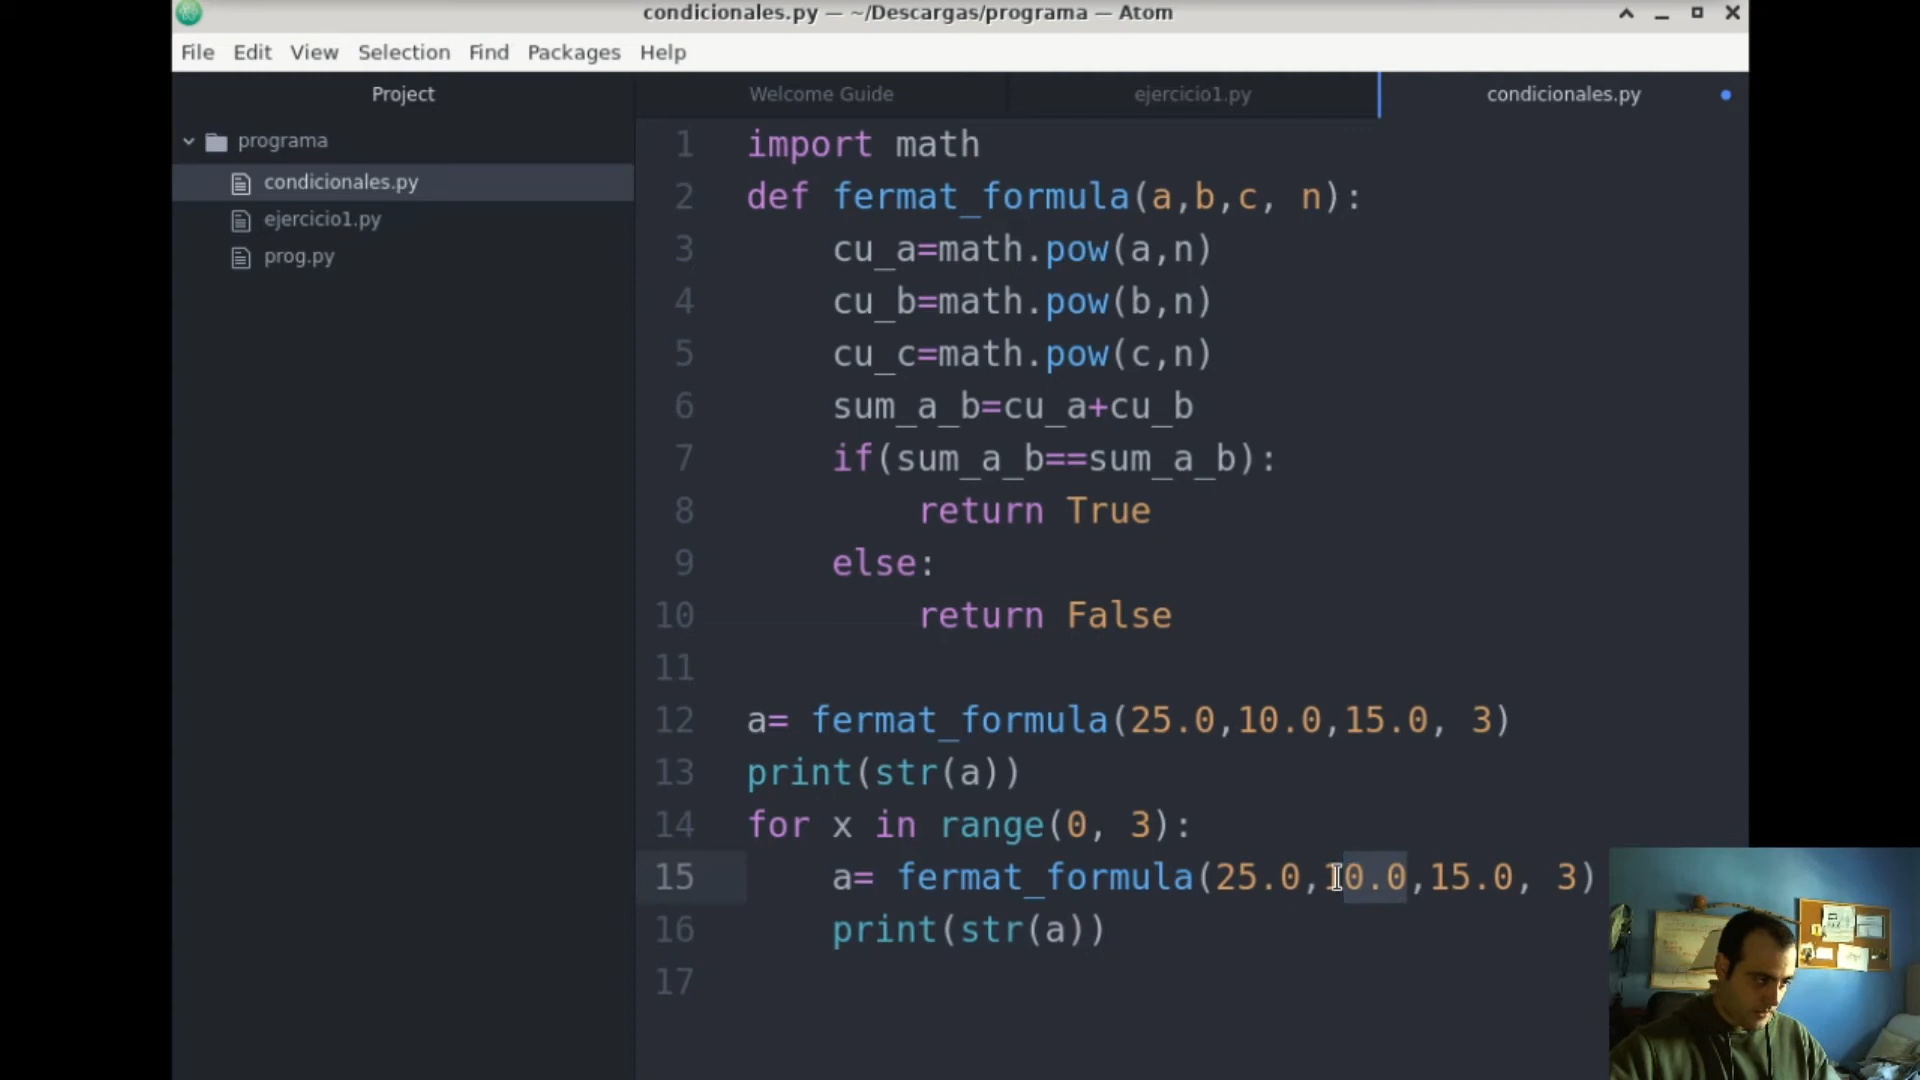 condicionales.py — ~/Descargas/programa — Atom
File Edit View Selection Find Packages Help
Project
Welcome Guide
ejercicio1.py
condicionales.py
programa
condicionales.py
ejercicio1.py
prog.py
1 import math
2 def fermat_formula(a,b,c, n):
3 cu_a=math.pow(a,n)
4 cu_b=math.pow(b,n)
5 cu_c=math.pow(c,n)
6 sum_a_b=cu_a+cu_b
7 if(sum_a_b==sum_a_b):
8 return True
9 else:
10 return False
11
12 a= fermat_formula(25.0,10.0,15.0, 3)
13 print(str(a))
14 for x in range(0, 3):
15 a= fermat_formula(25.0,10.0,15.0, 3)
16 print(str(a))
17